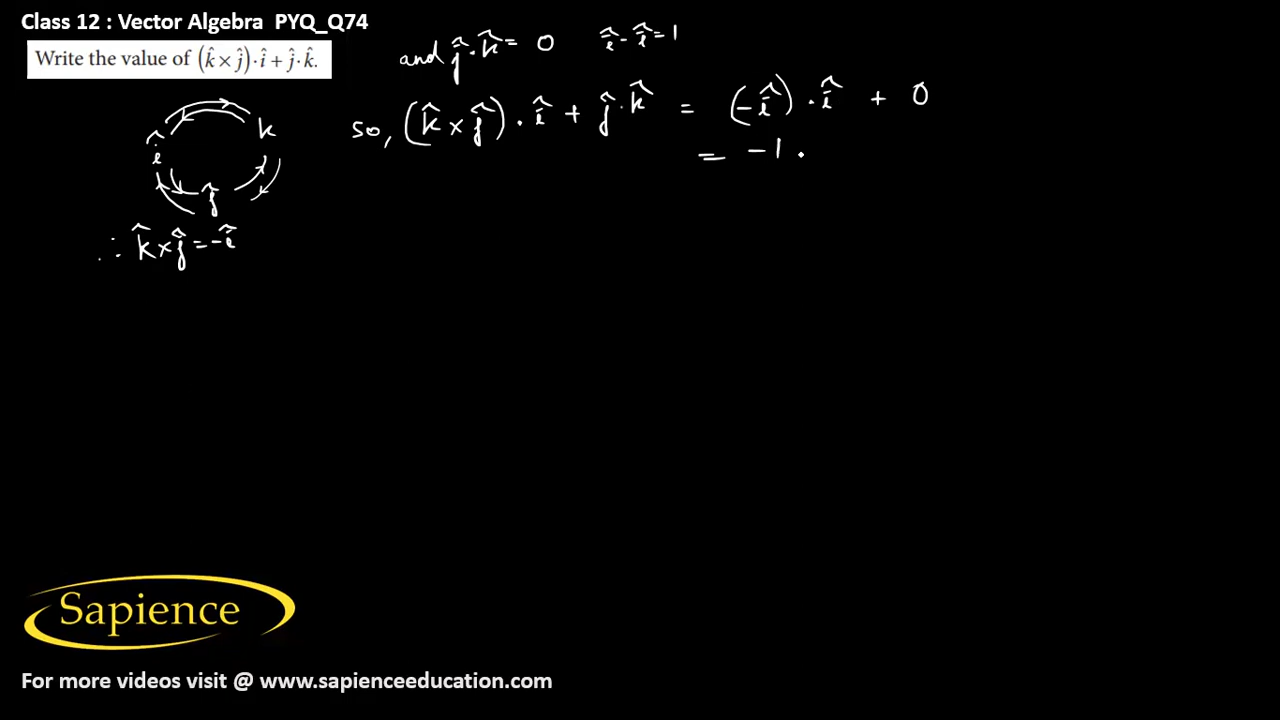 Class 12 : Vector Algebra PYQ_Q74
Write the value of (k̂ × ĵ)·î + ĵ·k̂.
and ĵ·k̂ = 0 î·î = 1
so, (k̂ × ĵ)·î + ĵ·k̂ = (-î)·î + 0
= -1.
î k
ĵ
∴ k̂ × ĵ = -î
Sapience
For more videos visit @ www.sapienceeducation.com